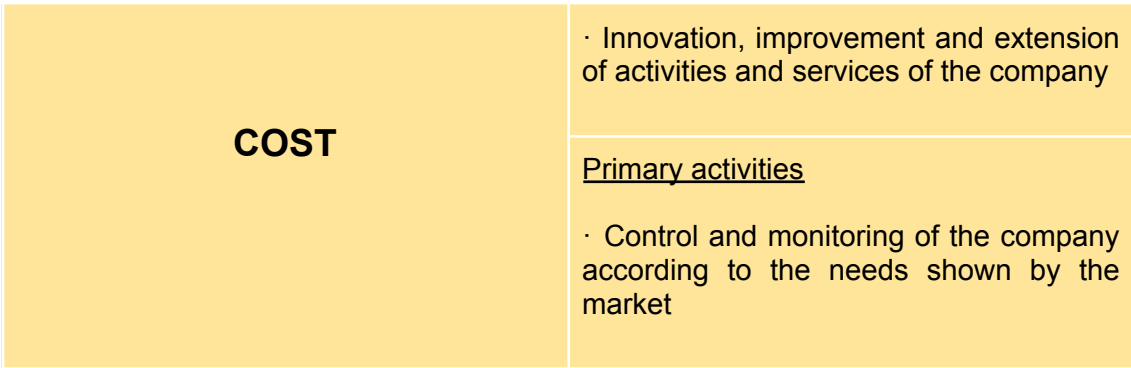 COST
· Innovation, improvement and extension
of activities and services of the company
Primary activities
· Control and monitoring of the company
according to the needs shown by the
market